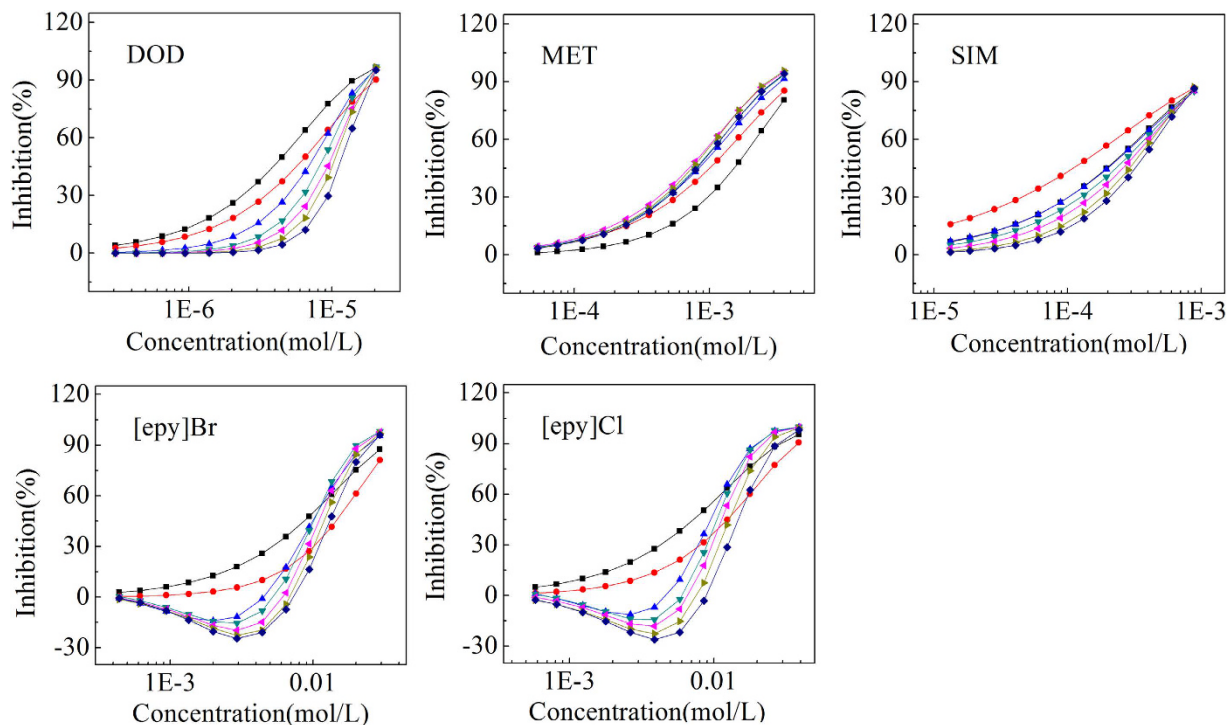 120
90
60
30
0
Inhibition(%)
DOD
1E-6
1E-5
Concentration(mol/L)
120
90
60
30
0
Inhibition(%)
MET
1E-4
1E-3
Concentration(mol/L)
120
90
60
30
0
Inhibition(%)
SIM
1E-5
1E-4
1E-3
Concentration(mol/L)
120
90
60
30
0
-30
Inhibition(%)
[epy]Br
1E-3
0.01
Concentration(mol/L)
120
90
60
30
0
-30
Inhibition(%)
[epy]Cl
1E-3
0.01
Concentration(mol/L)